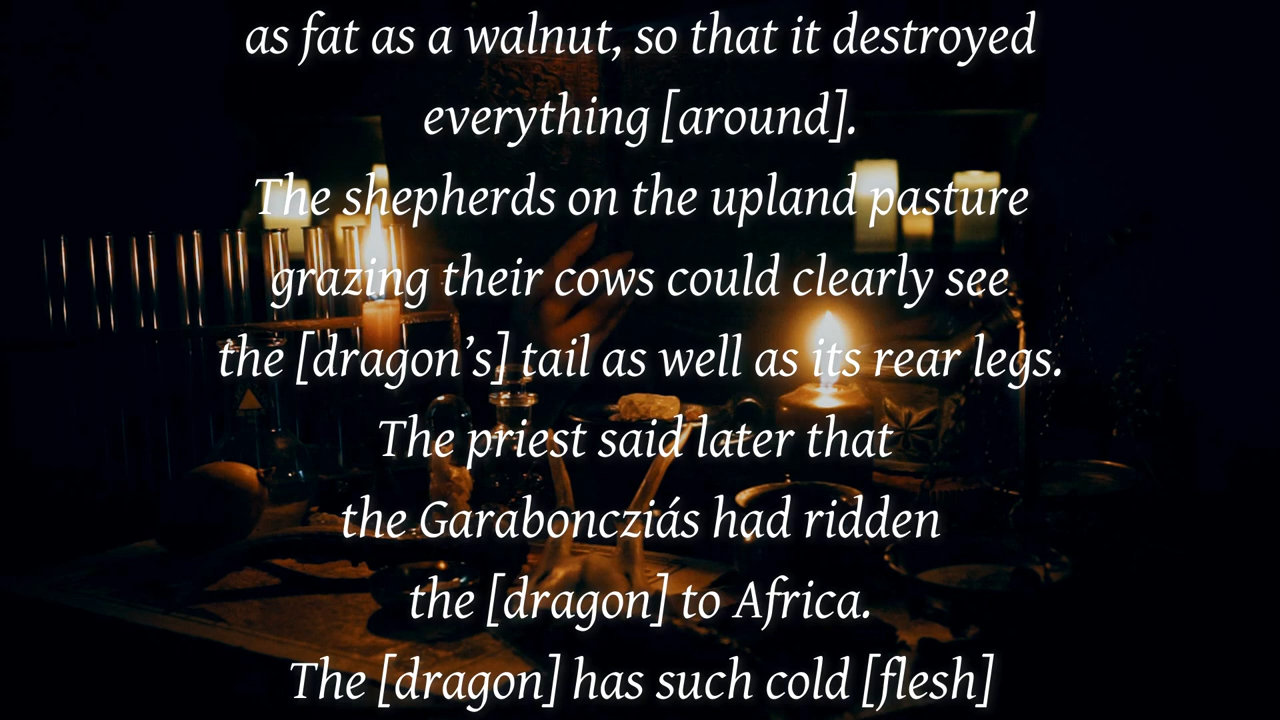 as fat as a walnut, so that it destroyed
everything [around].
The shepherds on the upland pasture
grazing their cows could clearly see
the [dragon’s] tail as well as its rear legs.
The priest said later that
the Garaboncziás had ridden
the [dragon] to Africa.
The [dragon] has such cold [flesh]